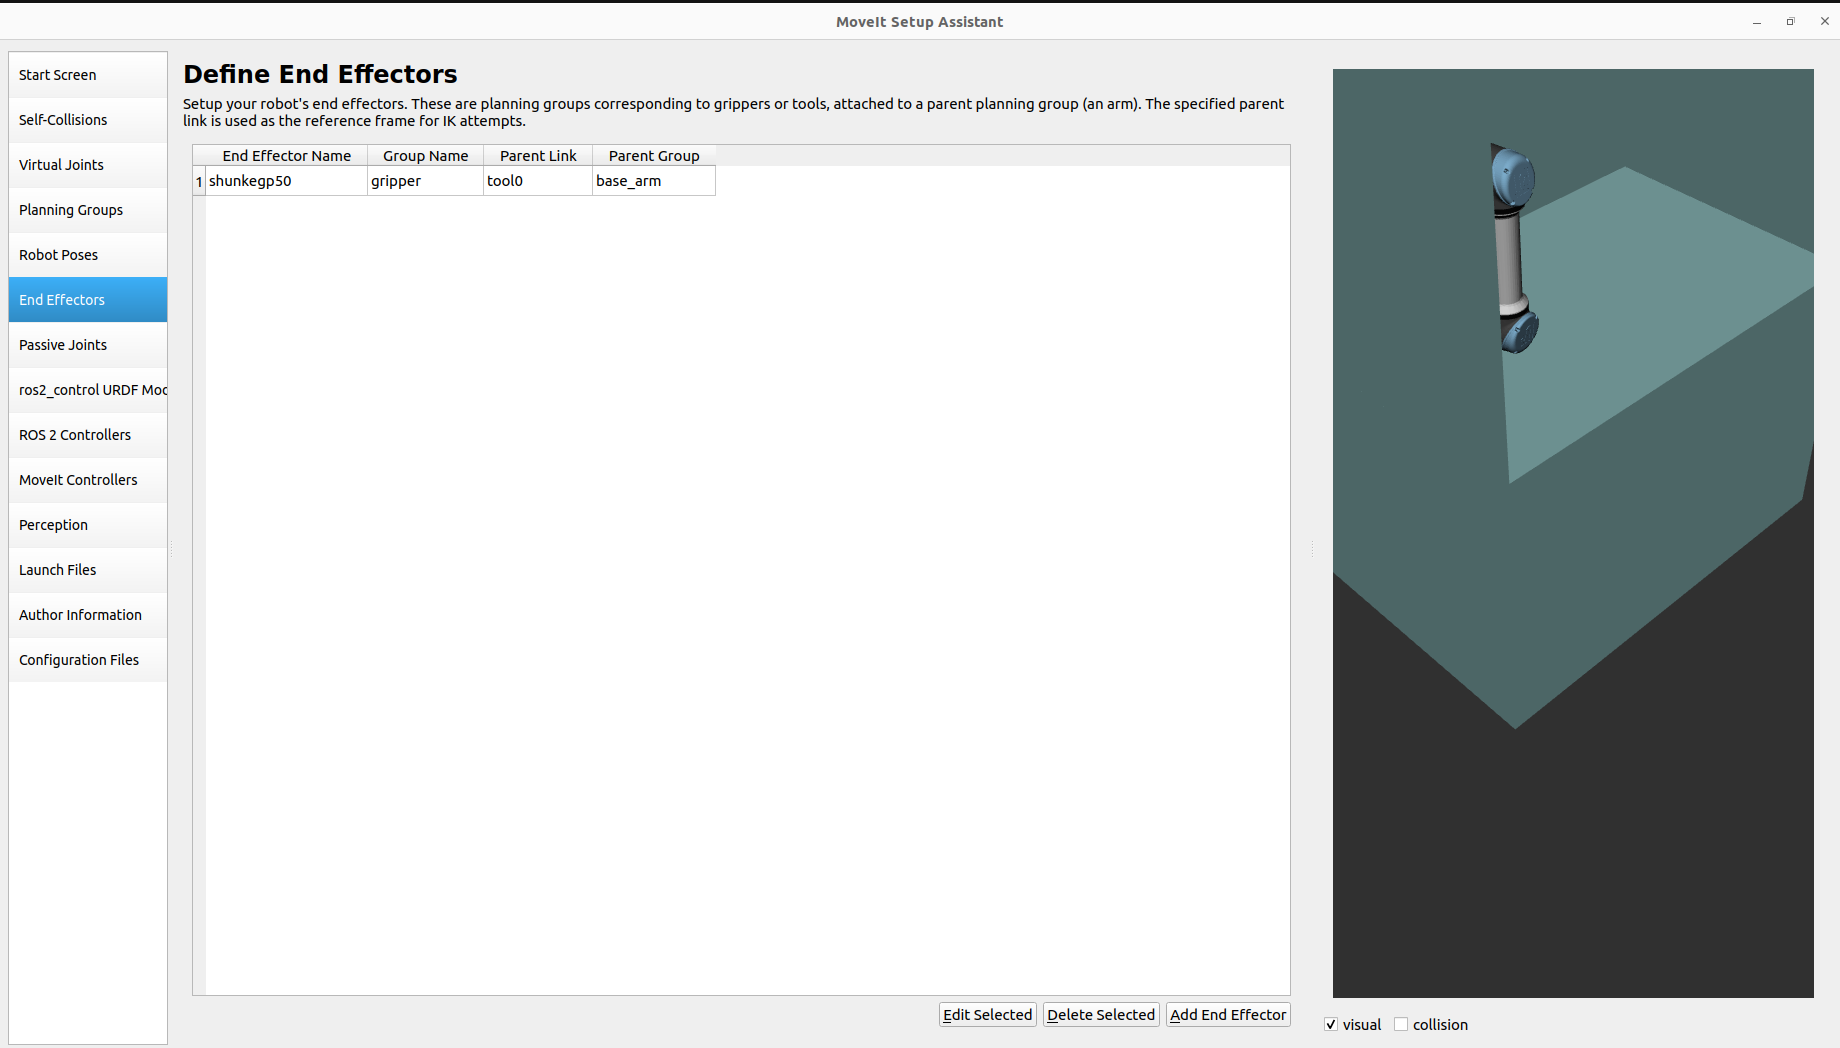 MoveIt Setup Assistant
Start Screen
Self-Collisions
Virtual Joints
Planning Groups
Robot Poses
End Effectors
Passive Joints
ros2_control URDF Moc
ROS 2 Controllers
MoveIt Controllers
Perception
Launch Files
Author Information
Configuration Files
Define End Effectors
Setup your robot's end effectors. These are planning groups corresponding to grippers or tools, attached to a parent planning group (an arm). The specified parent
link is used as the reference frame for IK attempts.
End Effector Name Group Name Parent Link Parent Group
1 shunkegp50 gripper tool0 base_arm
Edit Selected Delete Selected Add End Effector
visual collision